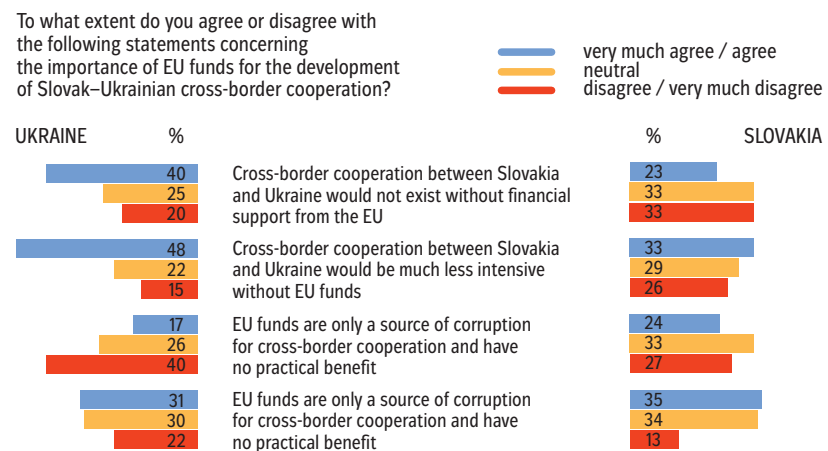 To what extent do you agree or disagree with
the following statements concerning
the importance of EU funds for the development
of Slovak–Ukrainian cross-border cooperation?
very much agree / agree
neutral
disagree / very much disagree
UKRAINE % % SLOVAKIA
40 Cross-border cooperation between Slovakia 23
25 and Ukraine would not exist without financial 33
20 support from the EU 33
48 Cross-border cooperation between Slovakia 33
22 and Ukraine would be much less intensive 29
15 without EU funds 26
17 EU funds are only a source of corruption 24
26 for cross-border cooperation and have 33
40 no practical benefit 27
31 EU funds are only a source of corruption 35
30 for cross-border cooperation and have 34
22 no practical benefit 13